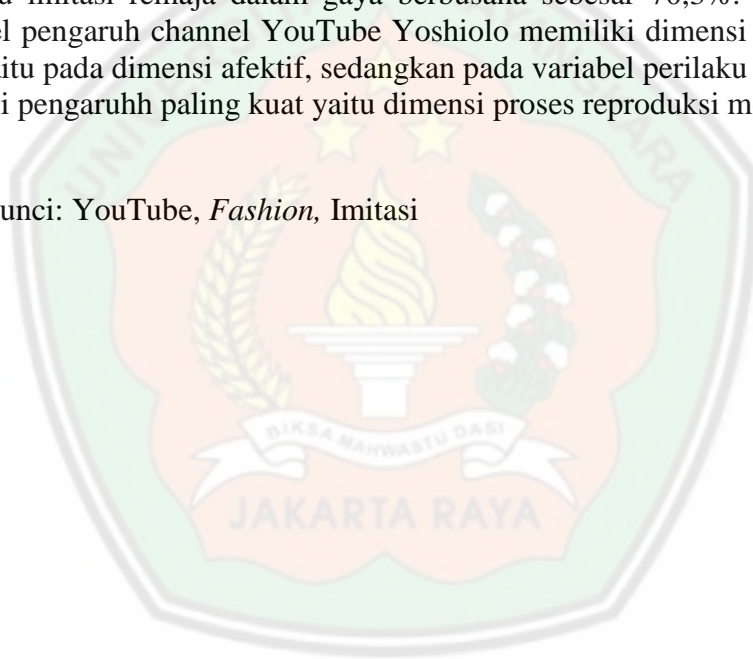 imitasi remaja dalam gaya berbusana sebesar 76,3%.
el pengaruh channel YouTube Yoshiolo memiliki dimensi
aitu pada dimensi afektif, sedangkan pada variabel perilaku
i pengaruhh paling kuat yaitu dimensi proses reproduksi m
unci: YouTube, Fashion, Imitasi
BIKSA MAHWASTU DASI
JAKARTA RAYA